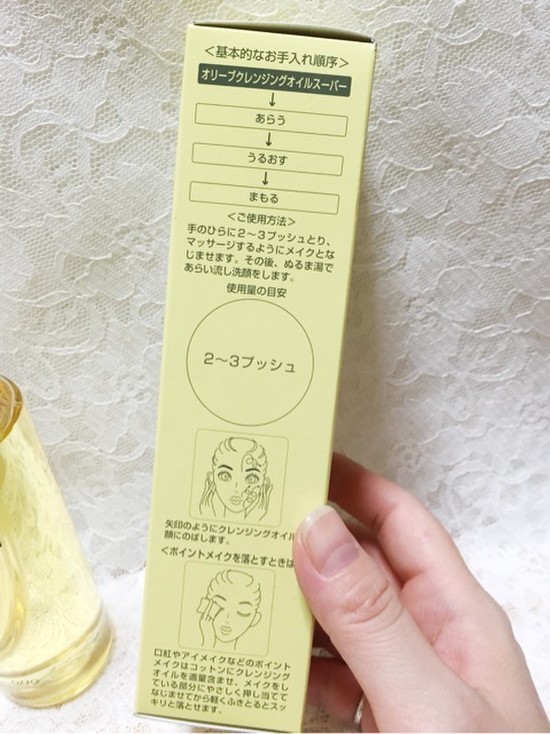 ＜基本的なお手入れ順序＞
オリーブクレンジングオイルスーパー
↓
あらう
↓
うるおす
↓
まもる
＜ご使用方法＞
手のひらに2〜3プッシュとり、
マッサージするようにメイクとな
じませます。その後、ぬるま湯で
あらい流し洗顔をします。
使用量の目安
2〜3プッシュ
矢印のようにクレンジングオイル
顔にのばします。
＜ポイントメイクを落とすときは
口紅やアイメイクなどのポイント
メイクはコットンにクレンジング
オイルを適量含ませ、メイクをし
ている部分にやさしく押し当てて
なじませてから軽くふきとるとスッ
キリと落とせます。